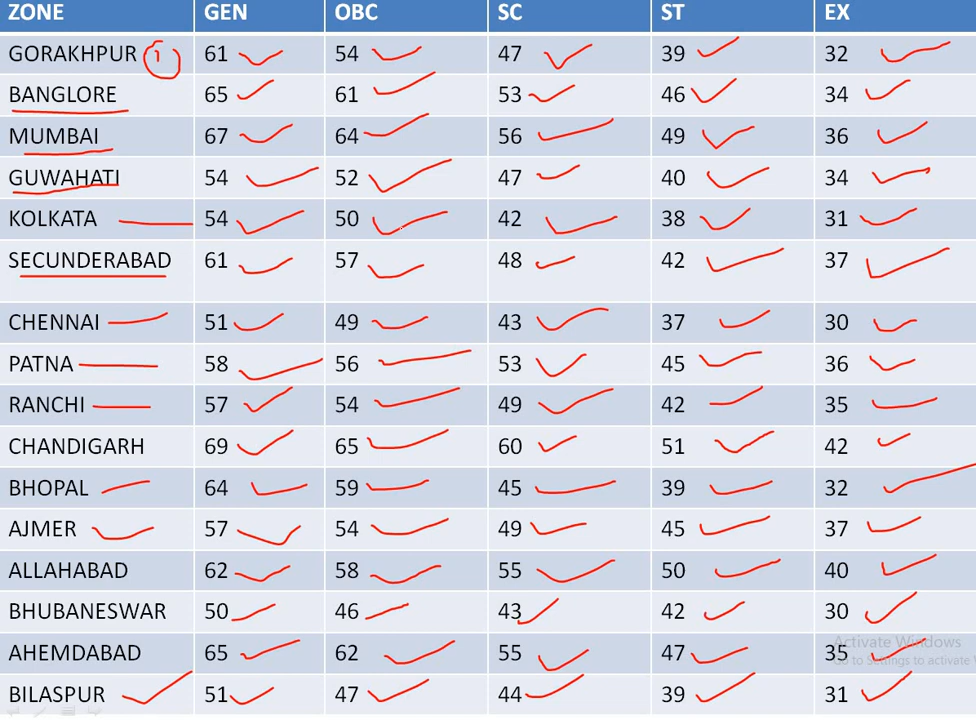 ZONE GEN OBC SC ST EX
GORAKHPUR 1 61 54 47 39 32
BANGLORE 65 61 53 46 34
MUMBAI 67 64 56 49 36
GUWAHATI 54 52 47 40 34
KOLKATA 54 50 42 38 31
SECUNDERABAD 61 57 48 42 37
CHENNAI 51 49 43 37 30
PATNA 58 56 53 45 36
RANCHI 57 54 49 42 35
CHANDIGARH 69 65 60 51 42
BHOPAL 64 59 45 39 32
AJMER 57 54 49 45 37
ALLAHABAD 62 58 55 50 40
BHUBANESWAR 50 46 43 42 30
AHEMDABAD 65 62 55 47 35
BILASPUR 51 47 44 39 31
Activate Windows
Go to Settings to activate